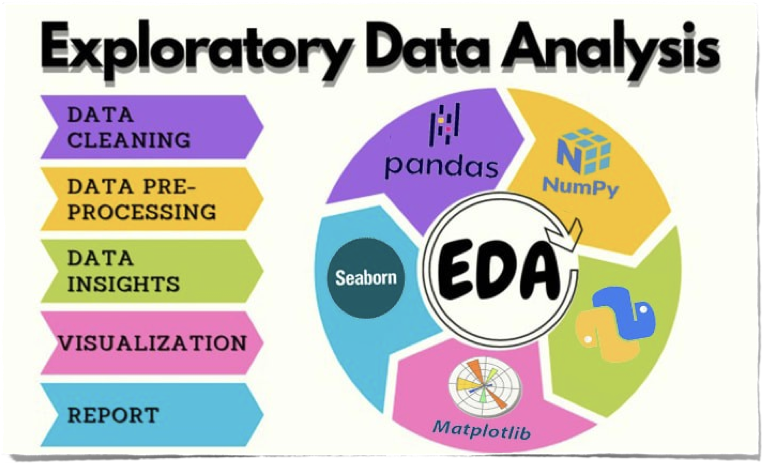 Exploratory Data Analysis
DATA
CLEANING
DATA PRE-
PROCESSING
DATA
INSIGHTS
VISUALIZATION
REPORT
pandas
NumPy
Seaborn
EDA
Matplotlib